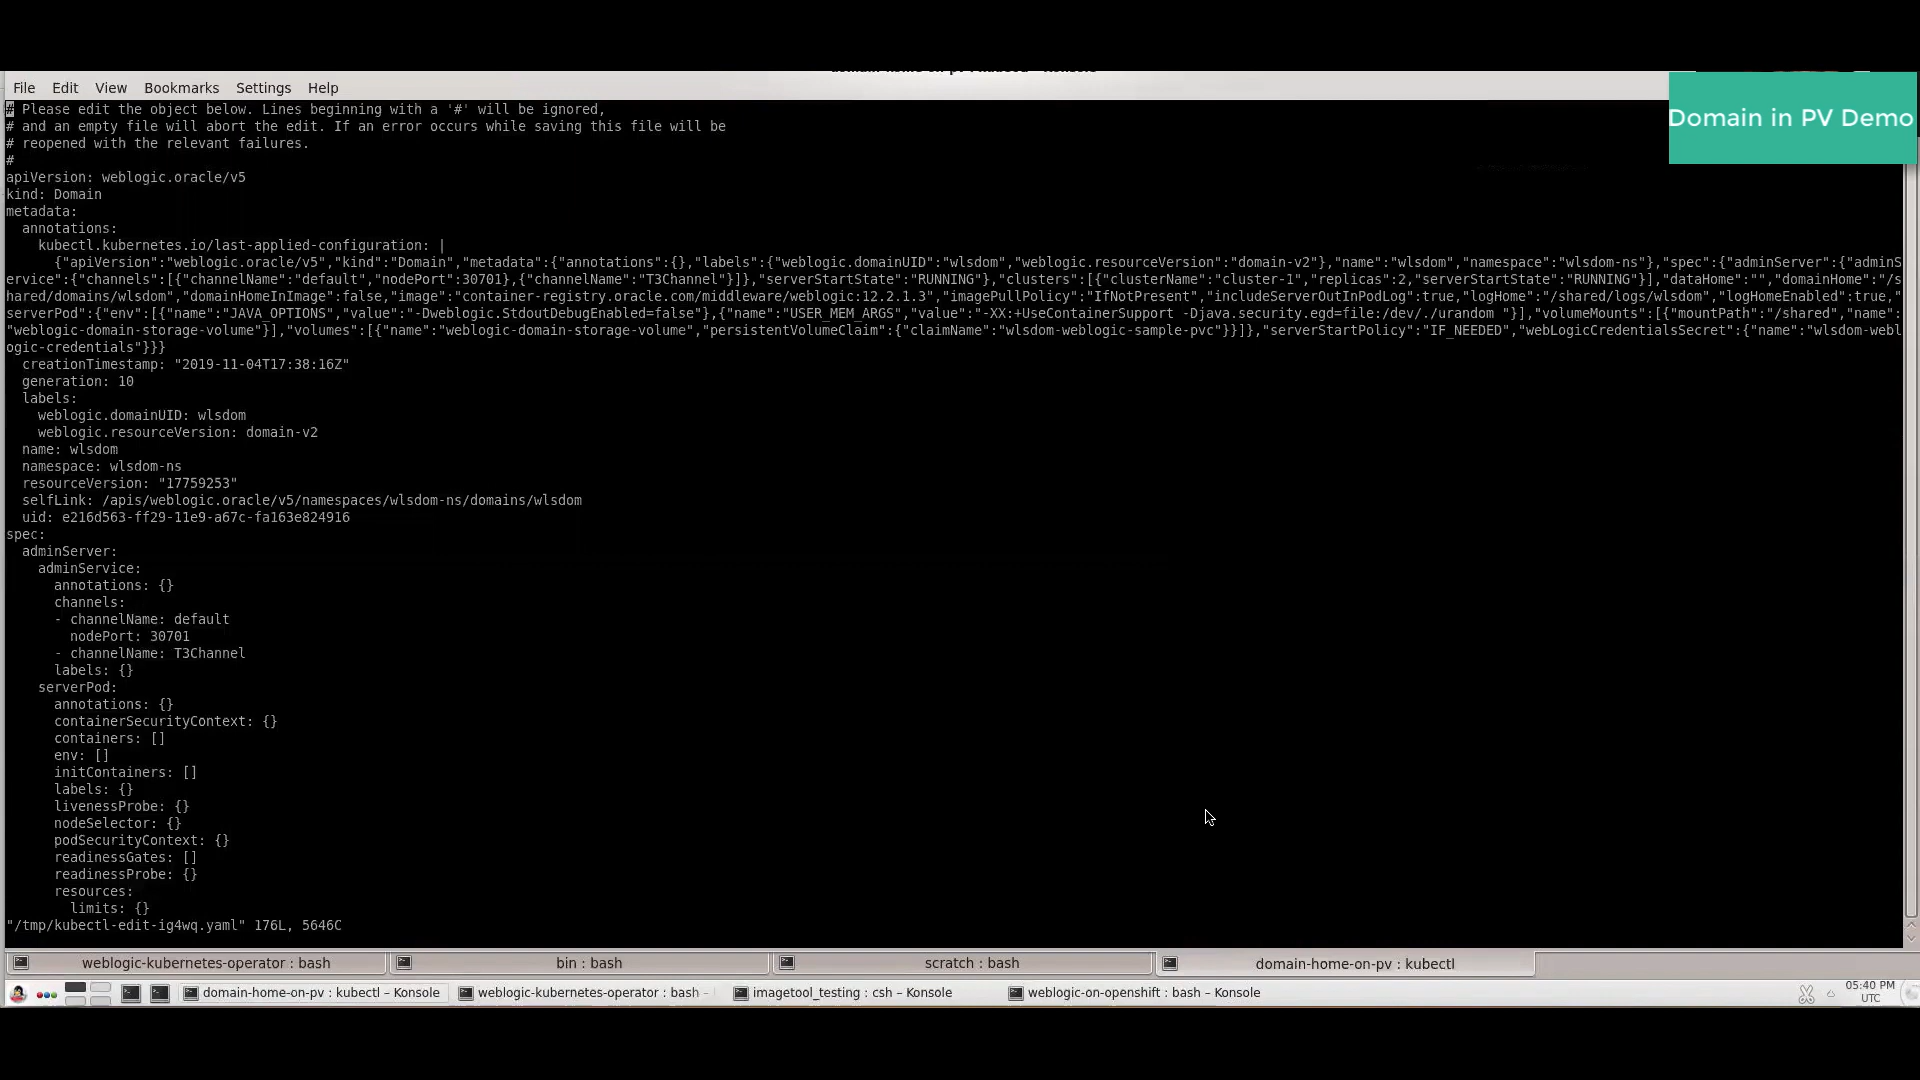 File Edit View Bookmarks Settings Help
Domain in PV Demo
# Please edit the object below. Lines beginning with a '#' will be ignored,
# and an empty file will abort the edit. If an error occurs while saving this file will be
# reopened with the relevant failures.
#
apiVersion: weblogic.oracle/v5
kind: Domain
metadata:
  annotations:
    kubectl.kubernetes.io/last-applied-configuration: |
      {"apiVersion":"weblogic.oracle/v5","kind":"Domain","metadata":{"annotations":{},"labels":{"weblogic.domainUID":"wlsdom","weblogic.resourceVersion":"domain-v2"},"name":"wlsdom","namespace":"wlsdom-ns"},"spec":{"adminServer":{"adminS
ervice":{"channels":[{"channelName":"default","nodePort":30701},{"channelName":"T3Channel"}]},"serverStartState":"RUNNING"},"clusters":[{"clusterName":"cluster-1","replicas":2,"serverStartState":"RUNNING"}],"dataHome":"","domainHome":"/s
hared/domains/wlsdom","domainHomeInImage":false,"image":"container-registry.oracle.com/middleware/weblogic:12.2.1.3","imagePullPolicy":"IfNotPresent","includeServerOutInPodLog":true,"logHome":"/shared/logs/wlsdom","logHomeEnabled":true,"
serverPod":{"env":[{"name":"JAVA_OPTIONS","value":"-Dweblogic.StdoutDebugEnabled=false"},{"name":"USER_MEM_ARGS","value":"-XX:+UseContainerSupport -Djava.security.egd=file:/dev/./urandom "}],"volumeMounts":[{"mountPath":"/shared","name":
"weblogic-domain-storage-volume"}],"volumes":[{"name":"weblogic-domain-storage-volume","persistentVolumeClaim":{"claimName":"wlsdom-weblogic-sample-pvc"}}]},"serverStartPolicy":"IF_NEEDED","webLogicCredentialsSecret":{"name":"wlsdom-webl
ogic-credentials"}}}
  creationTimestamp: "2019-11-04T17:38:16Z"
  generation: 10
  labels:
    weblogic.domainUID: wlsdom
    weblogic.resourceVersion: domain-v2
  name: wlsdom
  namespace: wlsdom-ns
  resourceVersion: "17759253"
  selfLink: /apis/weblogic.oracle/v5/namespaces/wlsdom-ns/domains/wlsdom
  uid: e216d563-ff29-11e9-a67c-fa163e824916
spec:
  adminServer:
    adminService:
      annotations: {}
      channels:
      - channelName: default
        nodePort: 30701
      - channelName: T3Channel
      labels: {}
    serverPod:
      annotations: {}
      containerSecurityContext: {}
      containers: []
      env: []
      initContainers: []
      labels: {}
      livenessProbe: {}
      nodeSelector: {}
      podSecurityContext: {}
      readinessGates: []
      readinessProbe: {}
      resources:
        limits: {}
"/tmp/kubectl-edit-ig4wq.yaml" 176L, 5646C
weblogic-kubernetes-operator : bash
bin : bash
scratch : bash
domain-home-on-pv : kubectl
domain-home-on-pv : kubectl – Konsole
weblogic-kubernetes-operator : bash –
imagetool_testing : csh – Konsole
weblogic-on-openshift : bash – Konsole
05:40 PM
UTC